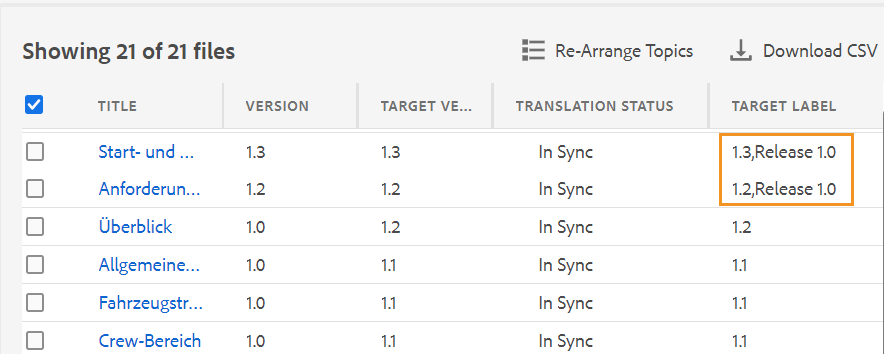 Showing 21 of 21 files
Re-Arrange Topics
Download CSV
TITLE VERSION TARGET VE... TRANSLATION STATUS TARGET LABEL
Start- und ... 1.3 1.3 In Sync 1.3,Release 1.0
Anforderun... 1.2 1.2 In Sync 1.2,Release 1.0
Überblick 1.0 1.2 In Sync 1.2
Allgemeine... 1.0 1.1 In Sync 1.1
Fahrzeugstr... 1.0 1.1 In Sync 1.1
Crew-Bereich 1.0 1.1 In Sync 1.1